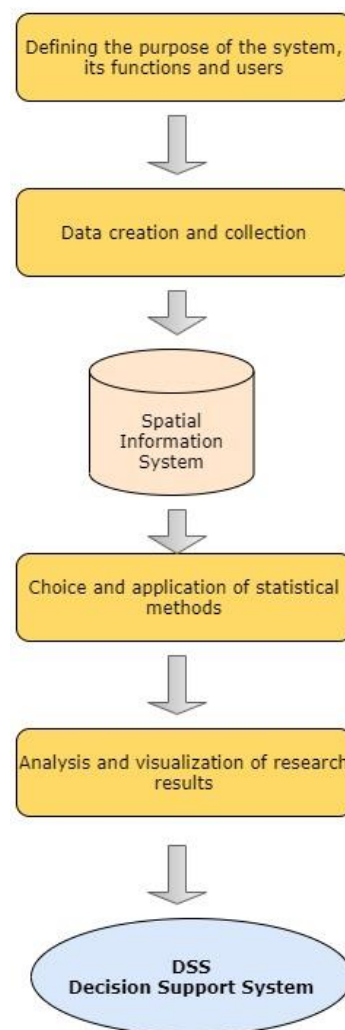 Defining the purpose of the system,
its functions and users
Data creation and collection
Spatial
Information
System
Choice and application of statistical
methods
Analysis and visualization of research
results
DSS
Decision Support System